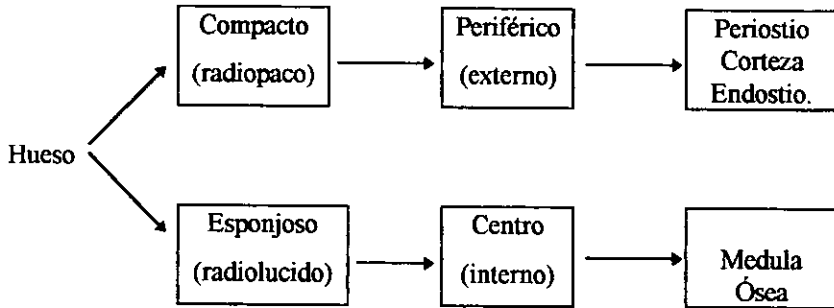 Compacto
(radiopaco)
Periférico
(externo)
Periostio
Corteza
Endostio.
Hueso
Esponjoso
(radiolucido)
Centro
(interno)
Medula
Ósea